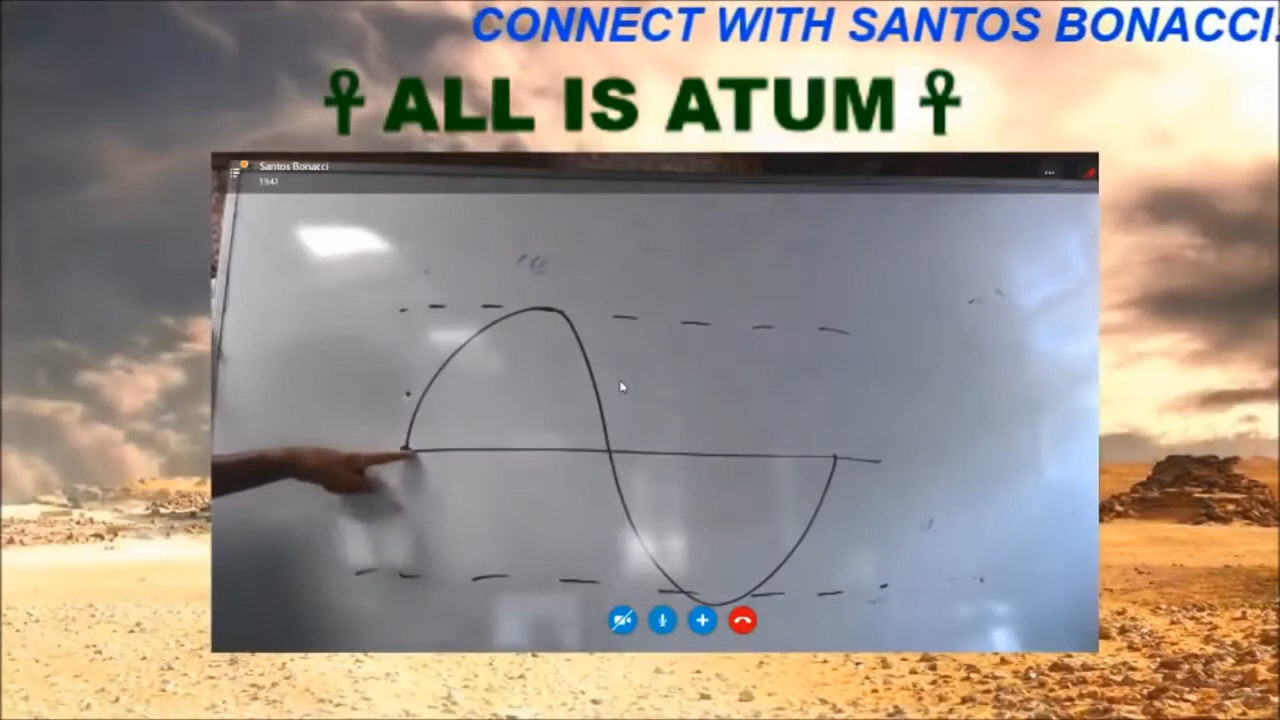 CONNECT WITH SANTOS BONACCI
☥ ALL IS ATUM ☥
Santos Bonacci